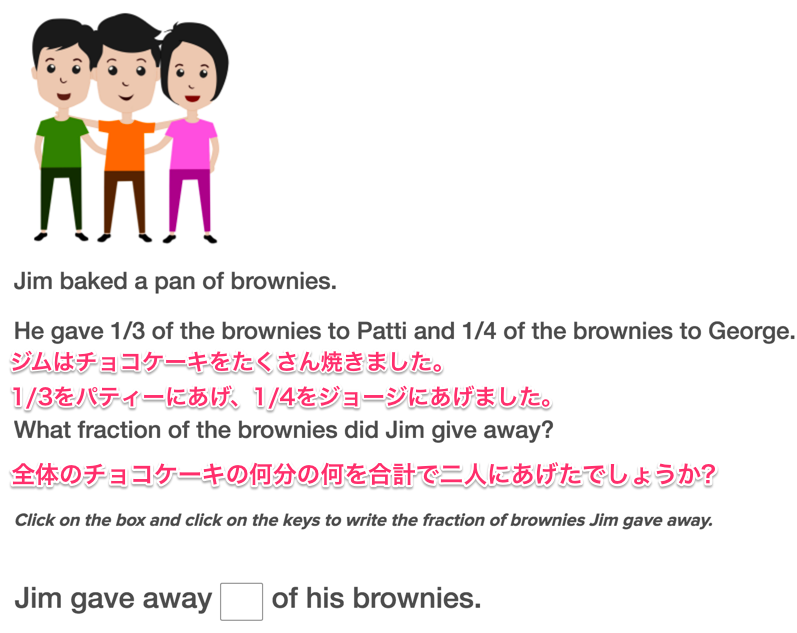 Jim baked a pan of brownies.
He gave 1/3 of the brownies to Patti and 1/4 of the brownies to George.
ジムはチョコケーキをたくさん焼きました。
1/3をパティーにあげ、1/4をジョージにあげました。
What fraction of the brownies did Jim give away?
全体のチョコケーキの何分の何を合計で二人にあげたでしょうか?
Click on the box and click on the keys to write the fraction of brownies Jim gave away.
Jim gave away of his brownies.